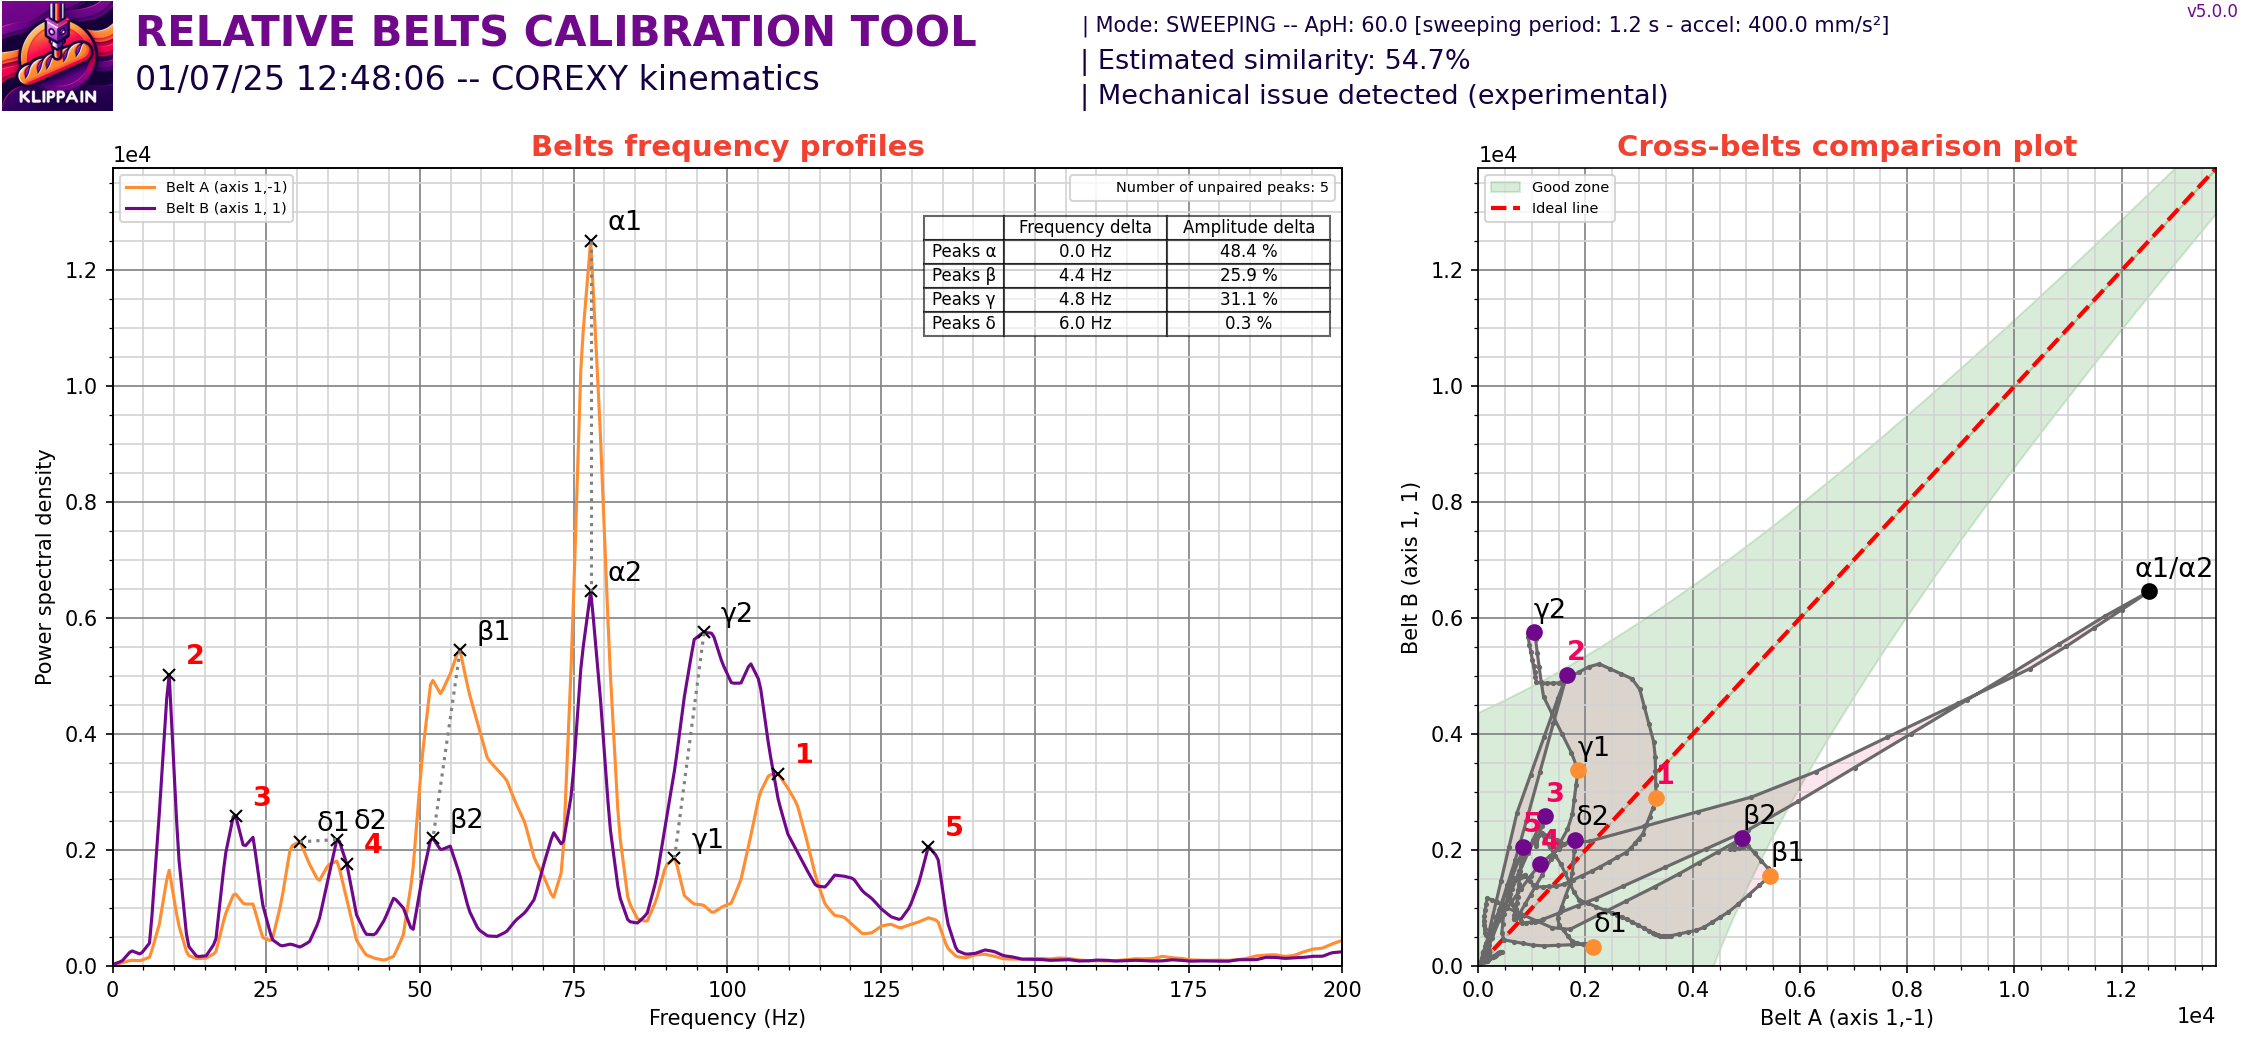 KLIPPAIN
RELATIVE BELTS CALIBRATION TOOL
01/07/25 12:48:06 -- COREXY kinematics
| Mode: SWEEPING -- ApH: 60.0 [sweeping period: 1.2 s - accel: 400.0 mm/s²]
| Estimated similarity: 54.7%
| Mechanical issue detected (experimental)
v5.0.0
Belts frequency profiles
1e4
Belt A (axis 1,-1)
Belt B (axis 1, 1)
Number of unpaired peaks: 5
Frequency delta Amplitude delta
Peaks α 0.0 Hz 48.4 %
Peaks β 4.4 Hz 25.9 %
Peaks γ 4.8 Hz 31.1 %
Peaks δ 6.0 Hz 0.3 %
α1
α2
γ2
β1
2
1
3
δ1 δ2
β2
4
γ1
5
1.2
1.0
0.8
0.6
0.4
0.2
0.0
Power spectral density
0 25 50 75 100 125 150 175 200
Frequency (Hz)
Cross-belts comparison plot
1e4
Good zone
Ideal line
α1/α2
γ2
2
γ1
1
3
δ2
β2
5
4
β1
δ1
1.2
1.0
0.8
0.6
0.4
0.2
0.0
Belt B (axis 1, 1)
0.0 0.2 0.4 0.6 0.8 1.0 1.2
Belt A (axis 1,-1)
1e4